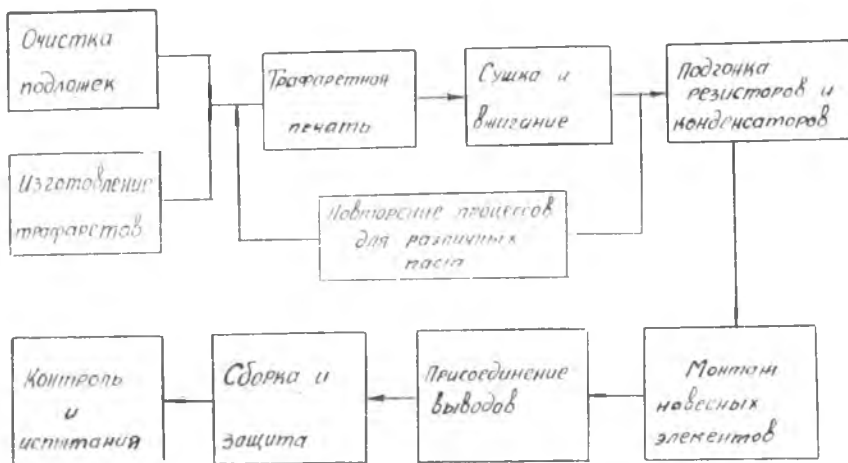 Очистка
подложек
Изготовление
трафаретов
Трафаретная
печать
Сушка и
вжигание
Повторение процессов
для различных
паст
Подгонка
резисторов и
конденсаторов
Монтаж
навесных
элементов
Присоединение
выводов
Сборка и
защита
Контроль
и
испытаний